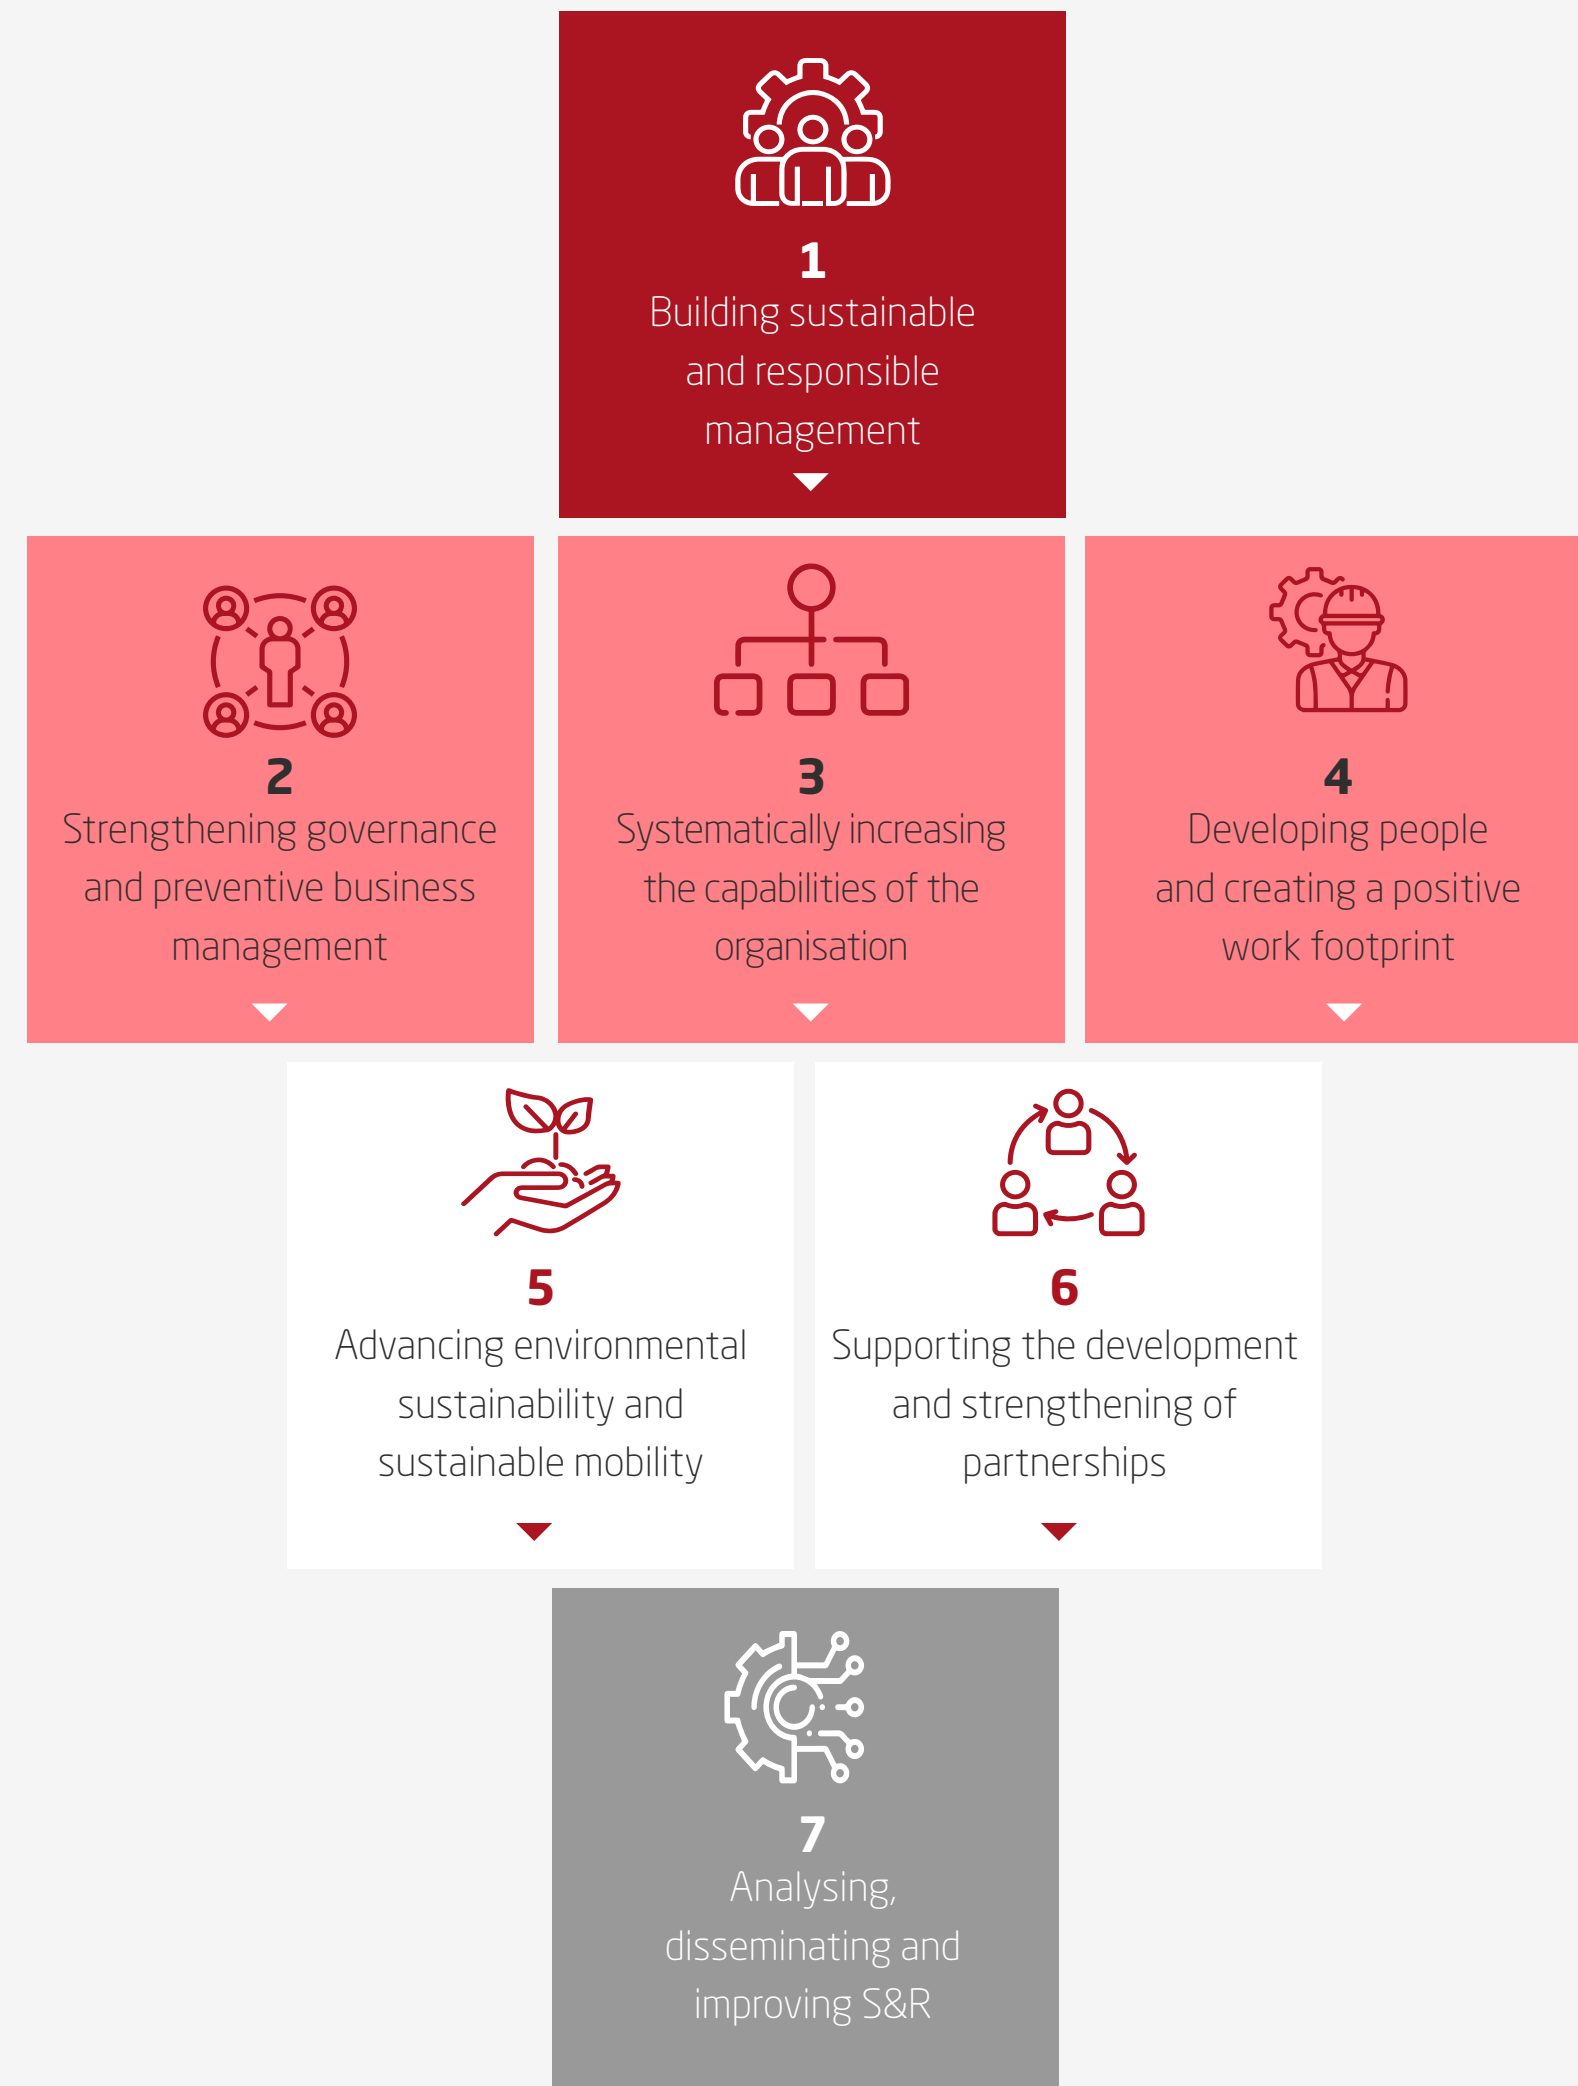 1
Building sustainable
and responsible
management
2
Strengthening governance
and preventive business
management
3
Systematically increasing
the capabilities of the
organisation
4
Developing people
and creating a positive
work footprint
5
Advancing environmental
sustainability and
sustainable mobility
6
Supporting the development
and strengthening of
partnerships
7
Analysing,
disseminating and
improving S&R